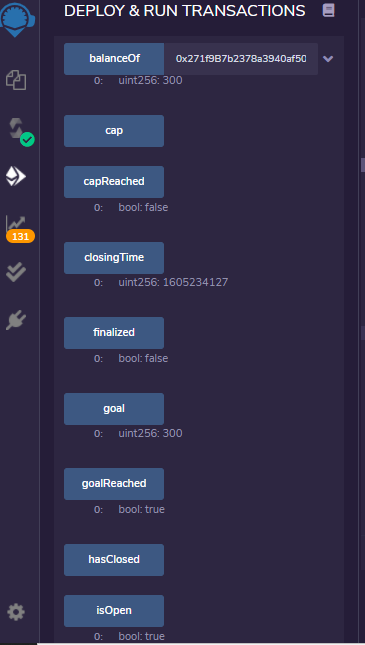 DEPLOY & RUN TRANSACTIONS
balanceOf 0x271f9B7b2378a3940af50
0: uint256: 300
cap
capReached
0: bool: false
closingTime
0: uint256: 1605234127
finalized
0: bool: false
goal
0: uint256: 300
131
goalReached
0: bool: true
hasClosed
isOpen
0: bool: true